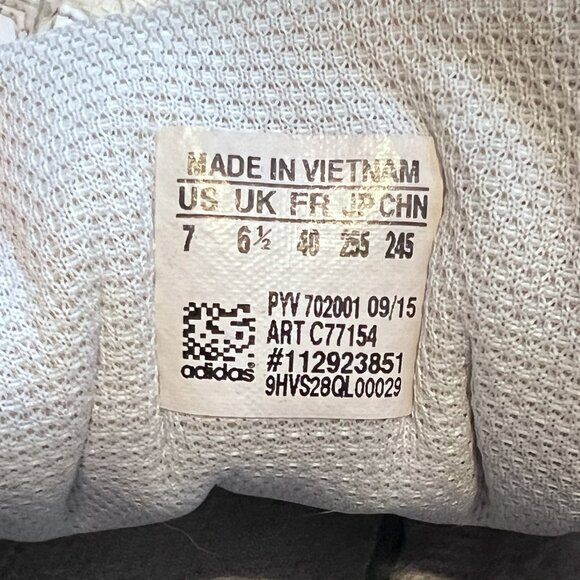 MADE IN VIETNAM
US UK FR JP CHN
7 6½ 40 255 245
PYV 702001 09/15
ART C77154
#112923851
adidas 9HVS28QL00029